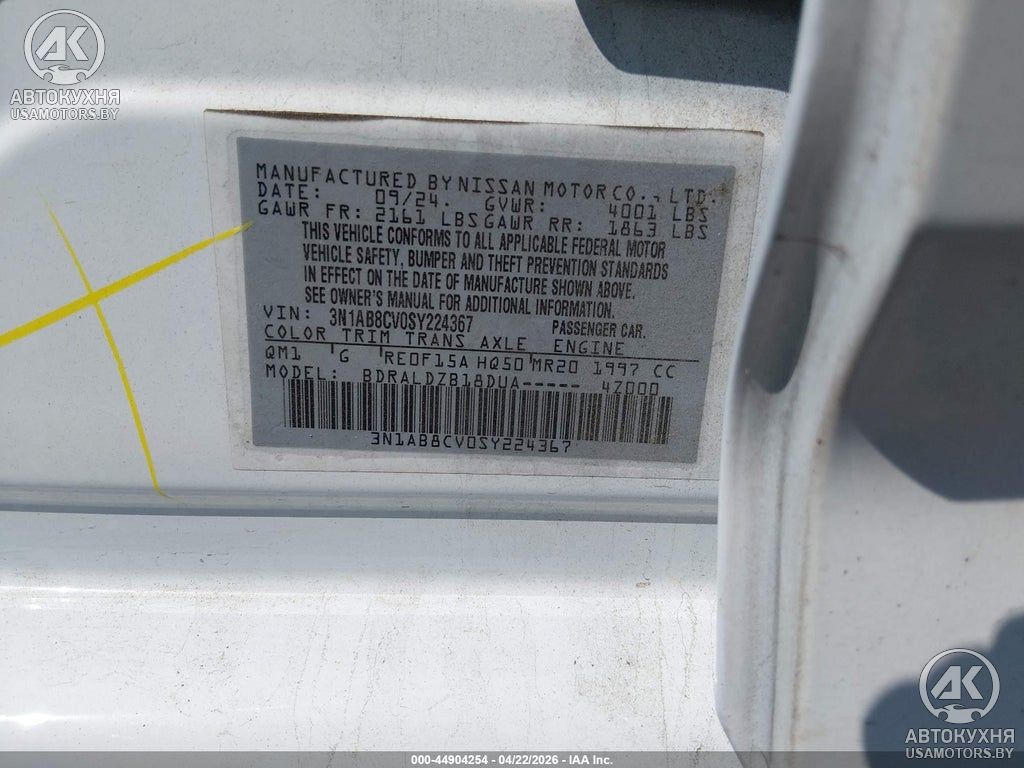 AK
АВТОКУХНЯ
USAMOTORS.BY
MANUFACTURED BY NISSAN MOTOR CO., LTD.
DATE: 09/24. GVWR: 4001 LBS
GAWR FR: 2161 LBS GAWR RR: 1863 LBS
THIS VEHICLE CONFORMS TO ALL APPLICABLE FEDERAL MOTOR
VEHICLE SAFETY, BUMPER AND THEFT PREVENTION STANDARDS
IN EFFECT ON THE DATE OF MANUFACTURE SHOWN ABOVE.
SEE OWNER'S MANUAL FOR ADDITIONAL INFORMATION.
VIN: 3N1AB8CV0SY224367 PASSENGER CAR.
COLOR TRIM TRANS AXLE ENGINE
QM1 G RE0F15A HQ50 MR20 1997 CC
MODEL: BDRALDZB18DUA----- 47000
3N1AB8CV0SY224367
AK
АВТОКУХНЯ
USAMOTORS.BY
000-44904254 - 04/22/2026 - IAA Inc.